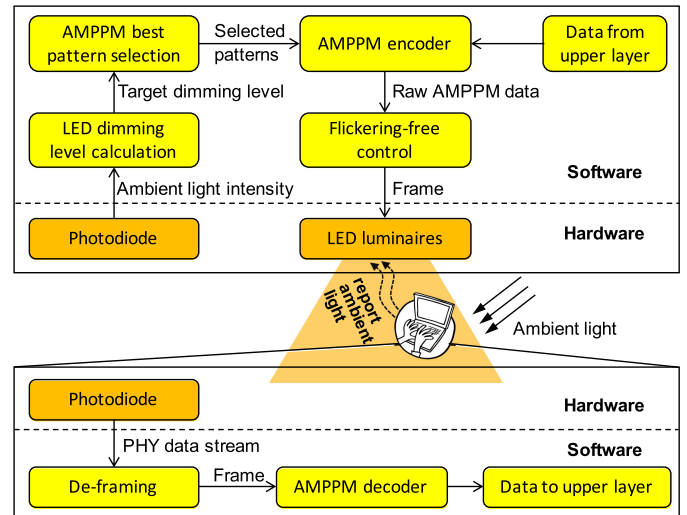 AMPPM best
pattern selection
Selected
patterns
AMPPM encoder
Data from
upper layer
Target dimming level
Raw AMPPM data
LED dimming
level calculation
Flickering-free
control
Software
Ambient light intensity
Frame
Photodiode
LED luminaires
Hardware
report
ambient
light
Ambient light
Photodiode
Hardware
PHY data stream
Software
De-framing
Frame
AMPPM decoder
Data to upper layer